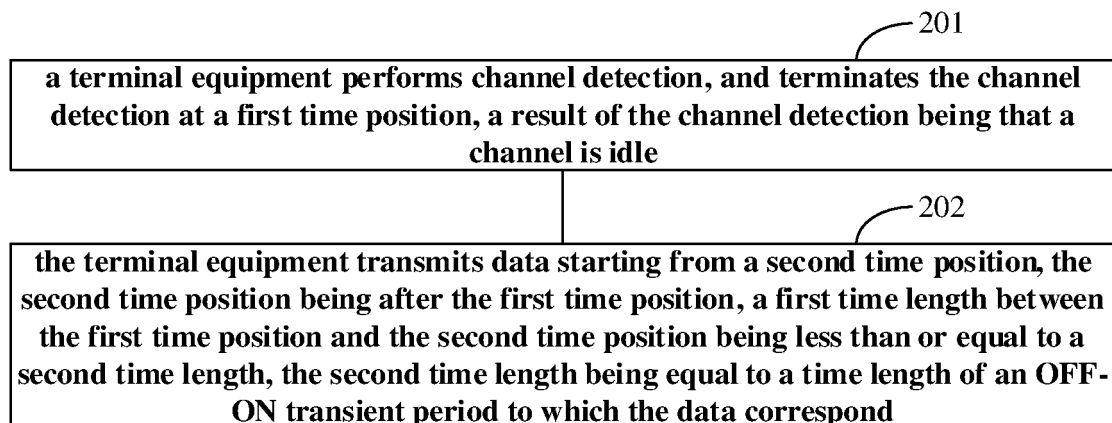 201
a terminal equipment performs channel detection, and terminates the channel
detection at a first time position, a result of the channel detection being that a
channel is idle
202
the terminal equipment transmits data starting from a second time position, the
second time position being after the first time position, a first time length between
the first time position and the second time position being less than or equal to a
second time length, the second time length being equal to a time length of an OFF-
ON transient period to which the data correspond